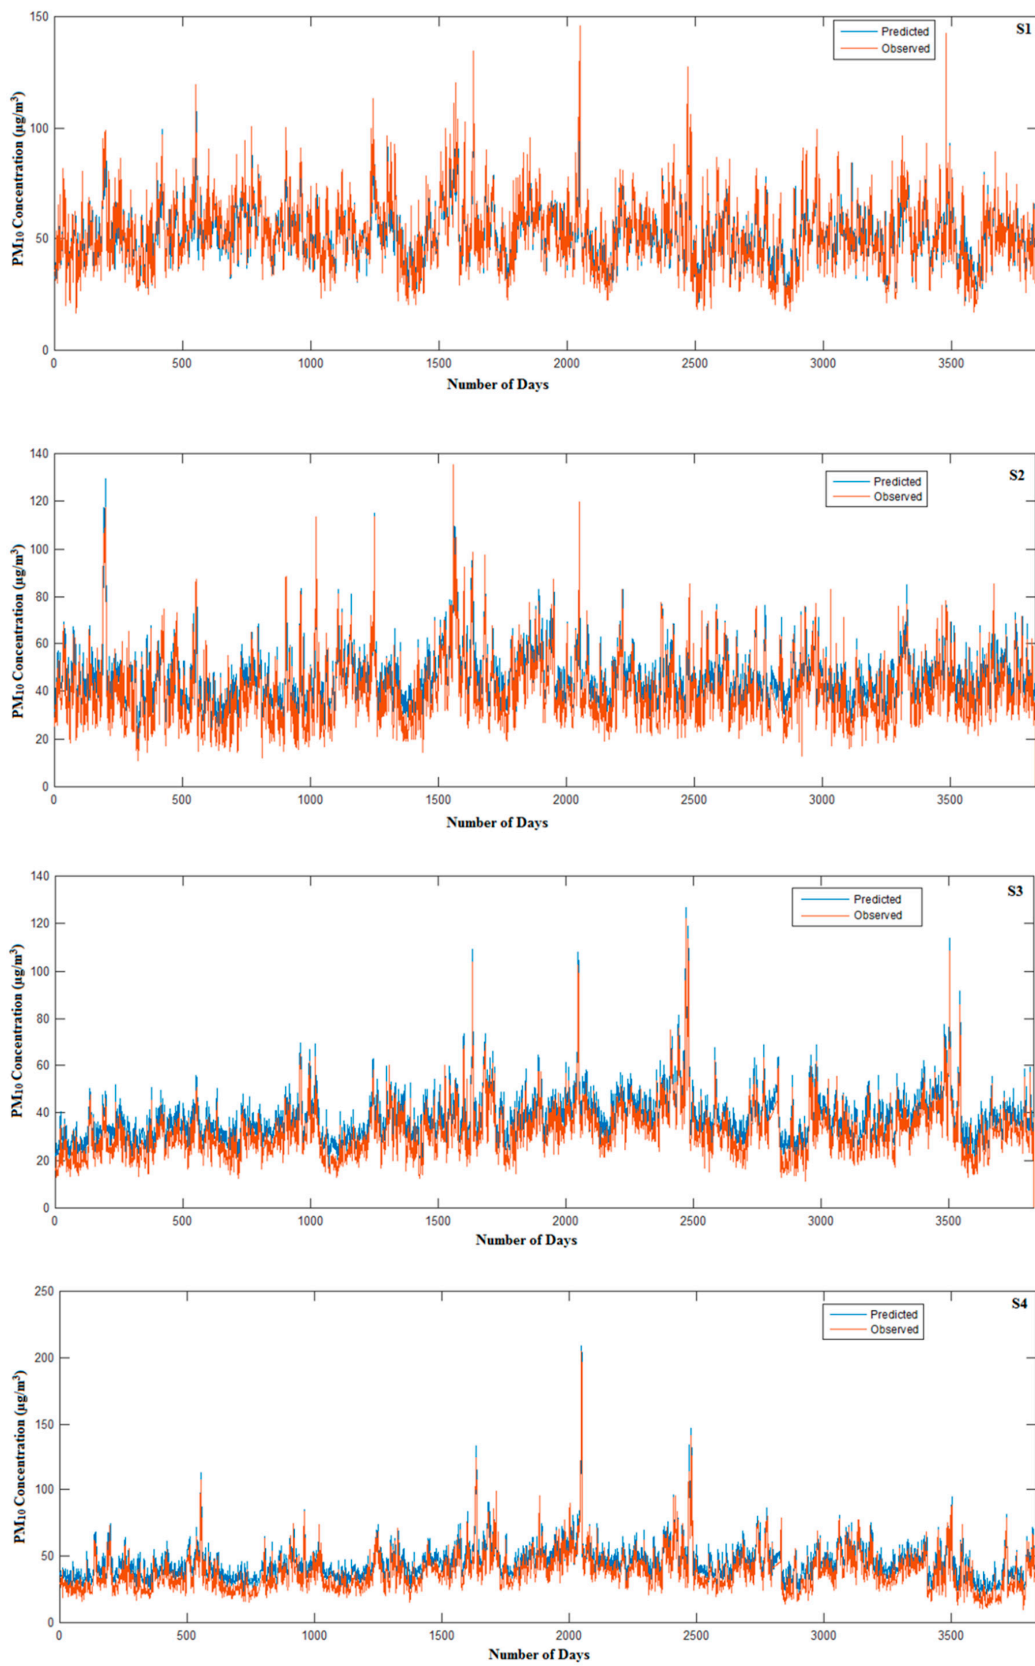 S1
Predicted
Observed
PM10 Concentration (µg/m³)
150
100
50
0
0 500 1000 1500 2000 2500 3000 3500
Number of Days
S2
Predicted
Observed
PM10 Concentration (µg/m³)
140
120
100
80
60
40
20
0
0 500 1000 1500 2000 2500 3000 3500
Number of Days
S3
Predicted
Observed
PM10 Concentration (µg/m³)
140
120
100
80
60
40
20
0
0 500 1000 1500 2000 2500 3000 3500
Number of Days
S4
Predicted
Observed
PM10 Concentration (µg/m³)
250
200
150
100
50
0
0 500 1000 1500 2000 2500 3000 3500
Number of Days